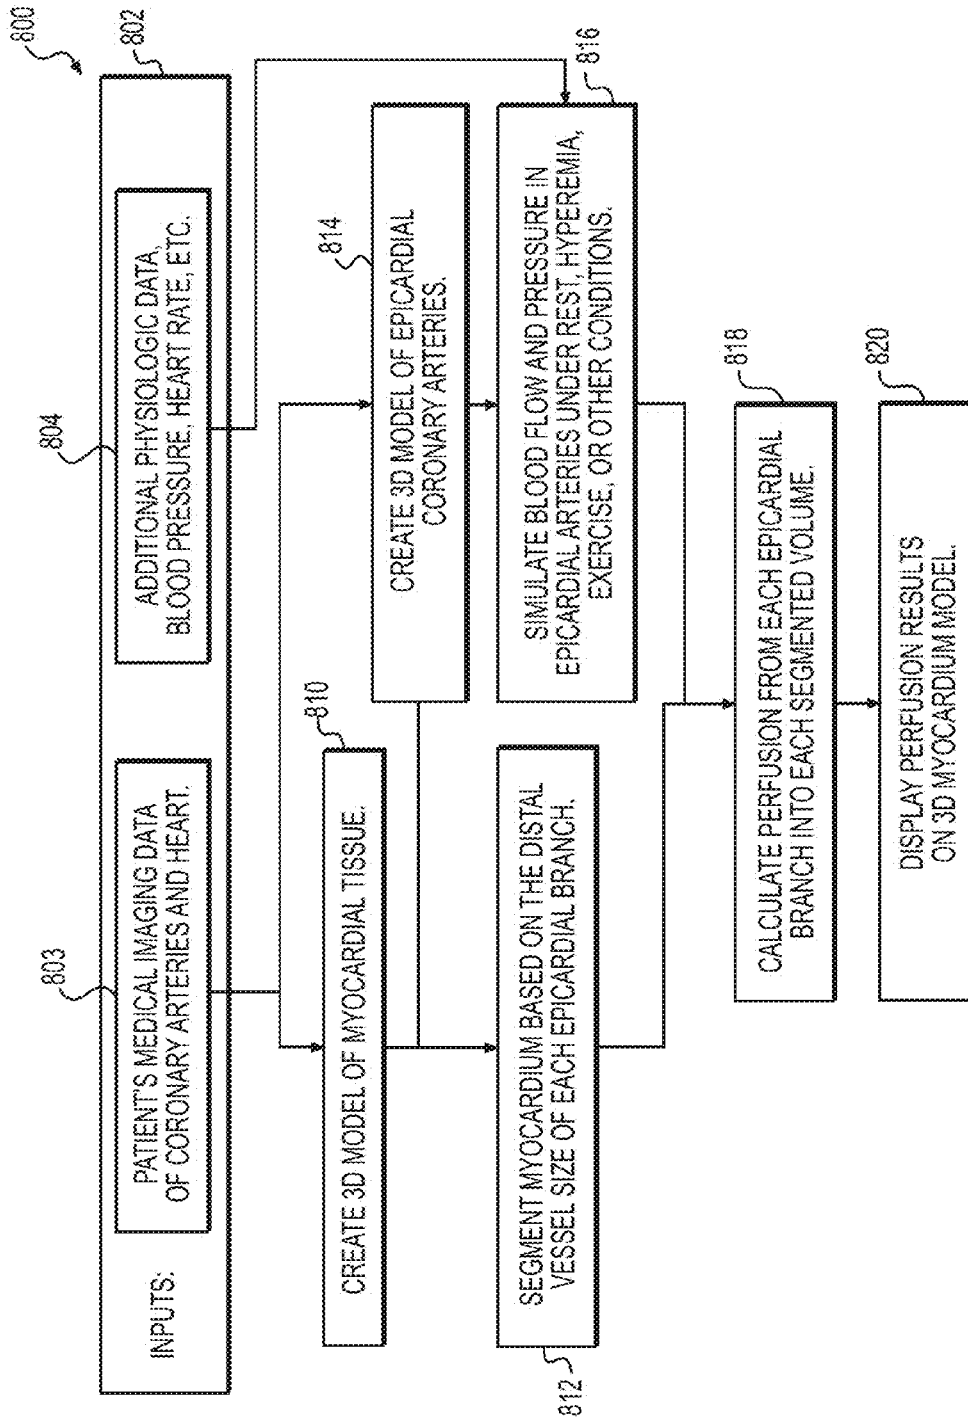 800
802
INPUTS:
803
PATIENT'S MEDICAL IMAGING DATA
OF CORONARY ARTERIES AND HEART.
804
ADDITIONAL PHYSIOLOGIC DATA,
BLOOD PRESSURE, HEART RATE, ETC.
810
CREATE 3D MODEL OF MYOCARDIAL TISSUE.
814
CREATE 3D MODEL OF EPICARDIAL
CORONARY ARTERIES.
812
SEGMENT MYOCARDIUM BASED ON THE DISTAL
VESSEL SIZE OF EACH EPICARDIAL BRANCH.
816
SIMULATE BLOOD FLOW AND PRESSURE IN
EPICARDIAL ARTERIES UNDER REST, HYPEREMIA,
EXERCISE, OR OTHER CONDITIONS.
818
CALCULATE PERFUSION FROM EACH EPICARDIAL
BRANCH INTO EACH SEGMENTED VOLUME.
820
DISPLAY PERFUSION RESULTS
ON 3D MYOCARDIUM MODEL.